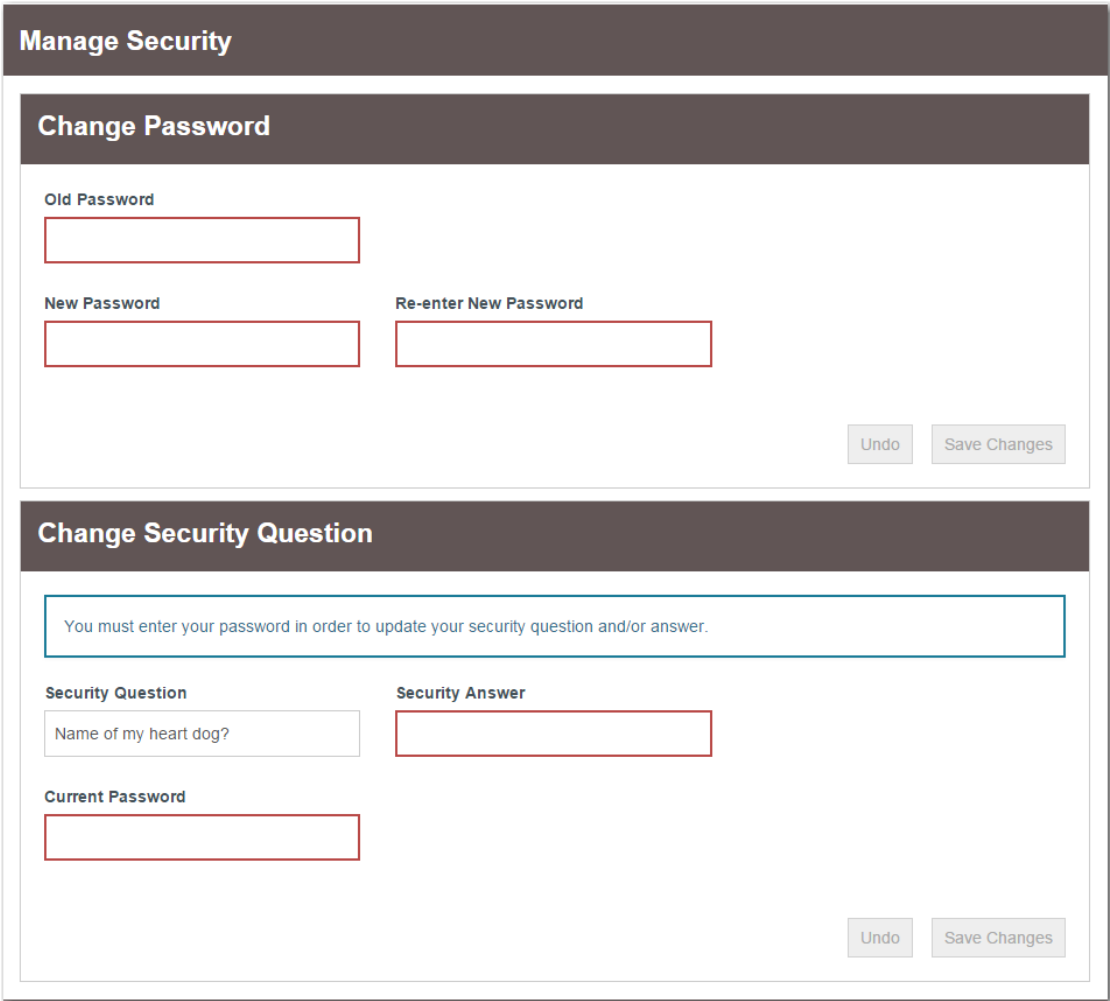 Manage Security
Change Password
Old Password
New Password Re-enter New Password
Undo Save Changes
Change Security Question
You must enter your password in order to update your security question and/or answer.
Security Question Security Answer
Name of my heart dog?
Current Password
Undo Save Changes